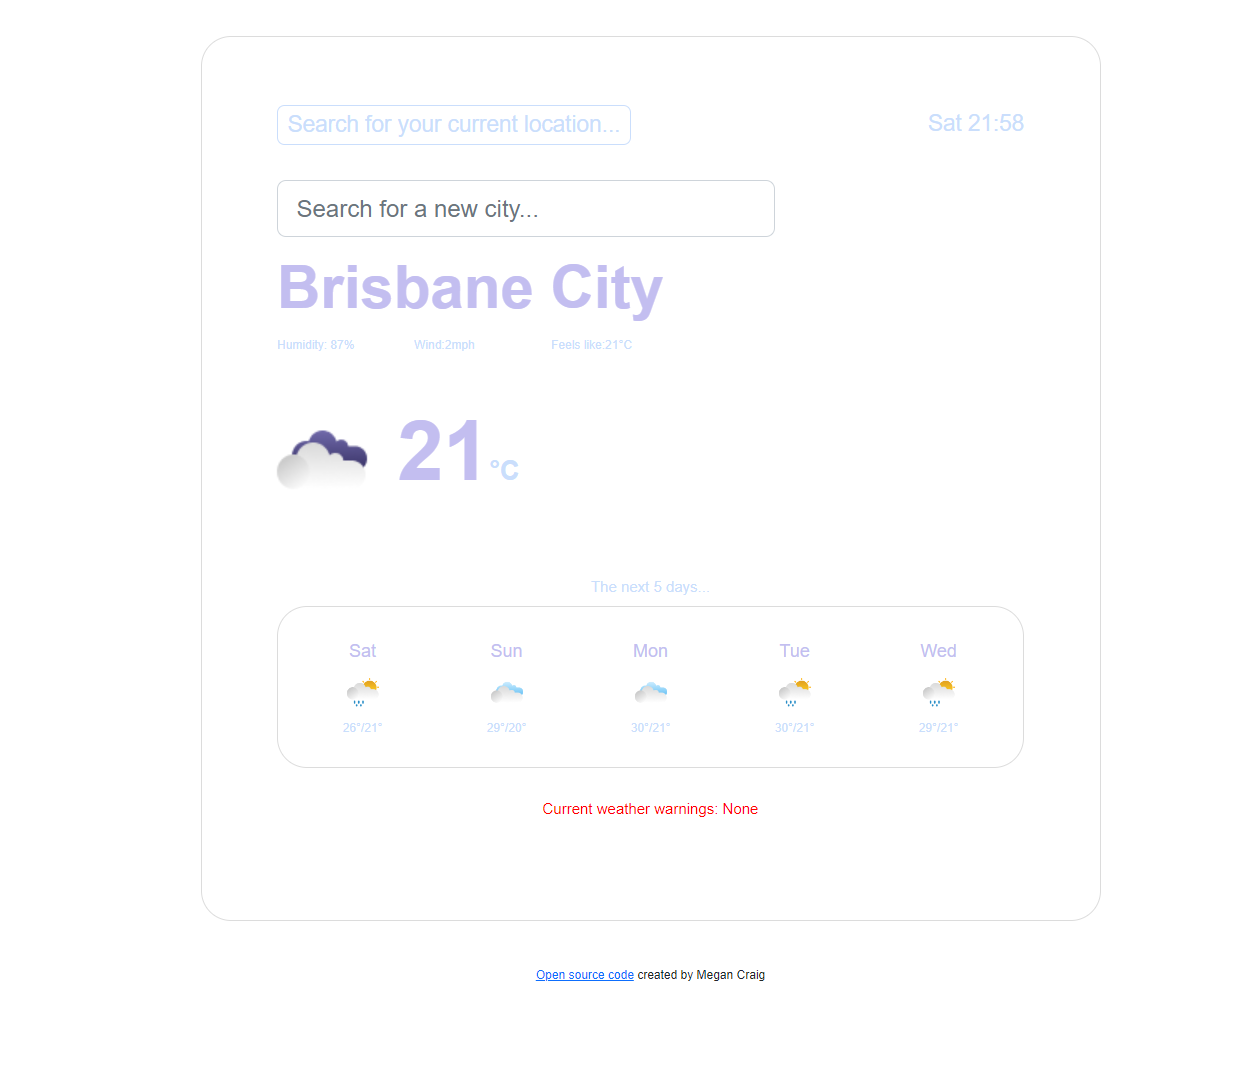 Search for your current location...
Sat 21:58
Search for a new city...
Brisbane City
Humidity: 87% Wind:2mph Feels like:21°C
21°C
The next 5 days...
Sat Sun Mon Tue Wed
26°/21° 29°/20° 30°/21° 30°/21° 29°/21°
Current weather warnings: None
Open source code created by Megan Craig